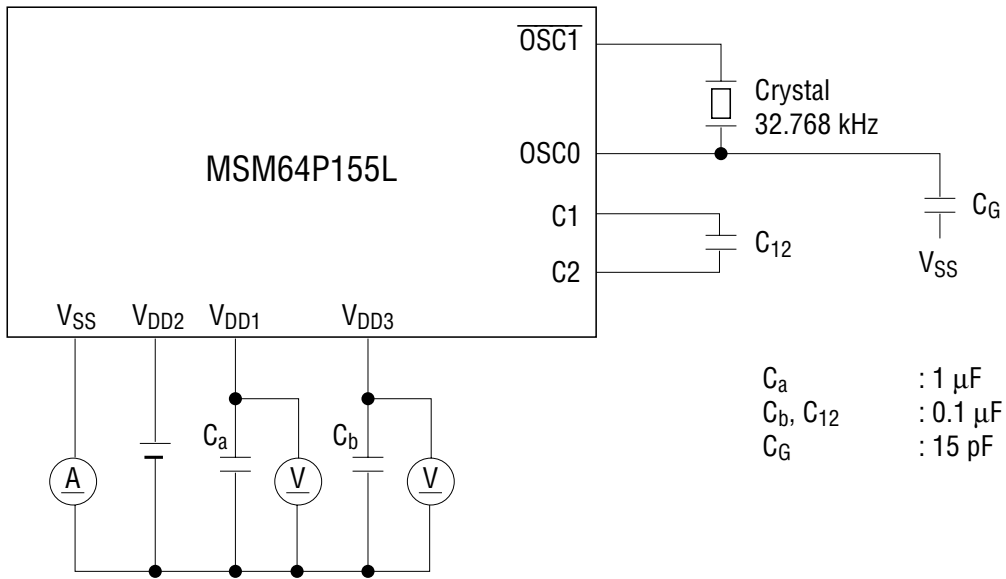 OSC1
Crystal
32.768 kHz
OSC0
MSM64P155L
C1
CG
C12
C2
VSS
VSS VDD2 VDD1 VDD3
Ca : 1 μF
Cb, C12 : 0.1 μF
CG : 15 pF
Ca Cb
A V V